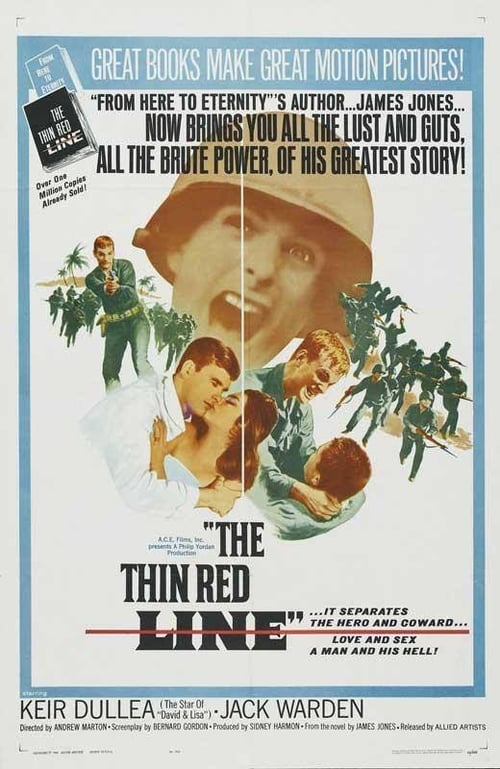 GREAT BOOKS MAKE GREAT MOTION PICTURES!
FROM
HERE
TO
ETERNITY
THE
THIN RED
LINE
Over One
Million Copies
Already Sold!
"FROM HERE TO ETERNITY"'S AUTHOR...JAMES JONES...
NOW BRINGS YOU ALL THE LUST AND GUTS,
ALL THE BRUTE POWER, OF HIS GREATEST STORY!
A.C.E. Films, Inc.
presents A Philip Yordan
Production
"THE
THIN RED
LINE"
...IT SEPARATES
THE HERO AND COWARD...
LOVE AND SEX
A MAN AND HIS HELL!
starring
KEIR DULLEA (The Star Of "David & Lisa") • JACK WARDEN
Directed by ANDREW MARTON • Screenplay by BERNARD GORDON • Produced by SIDNEY HARMON • From the novel by JAMES JONES • Released by ALLIED ARTISTS